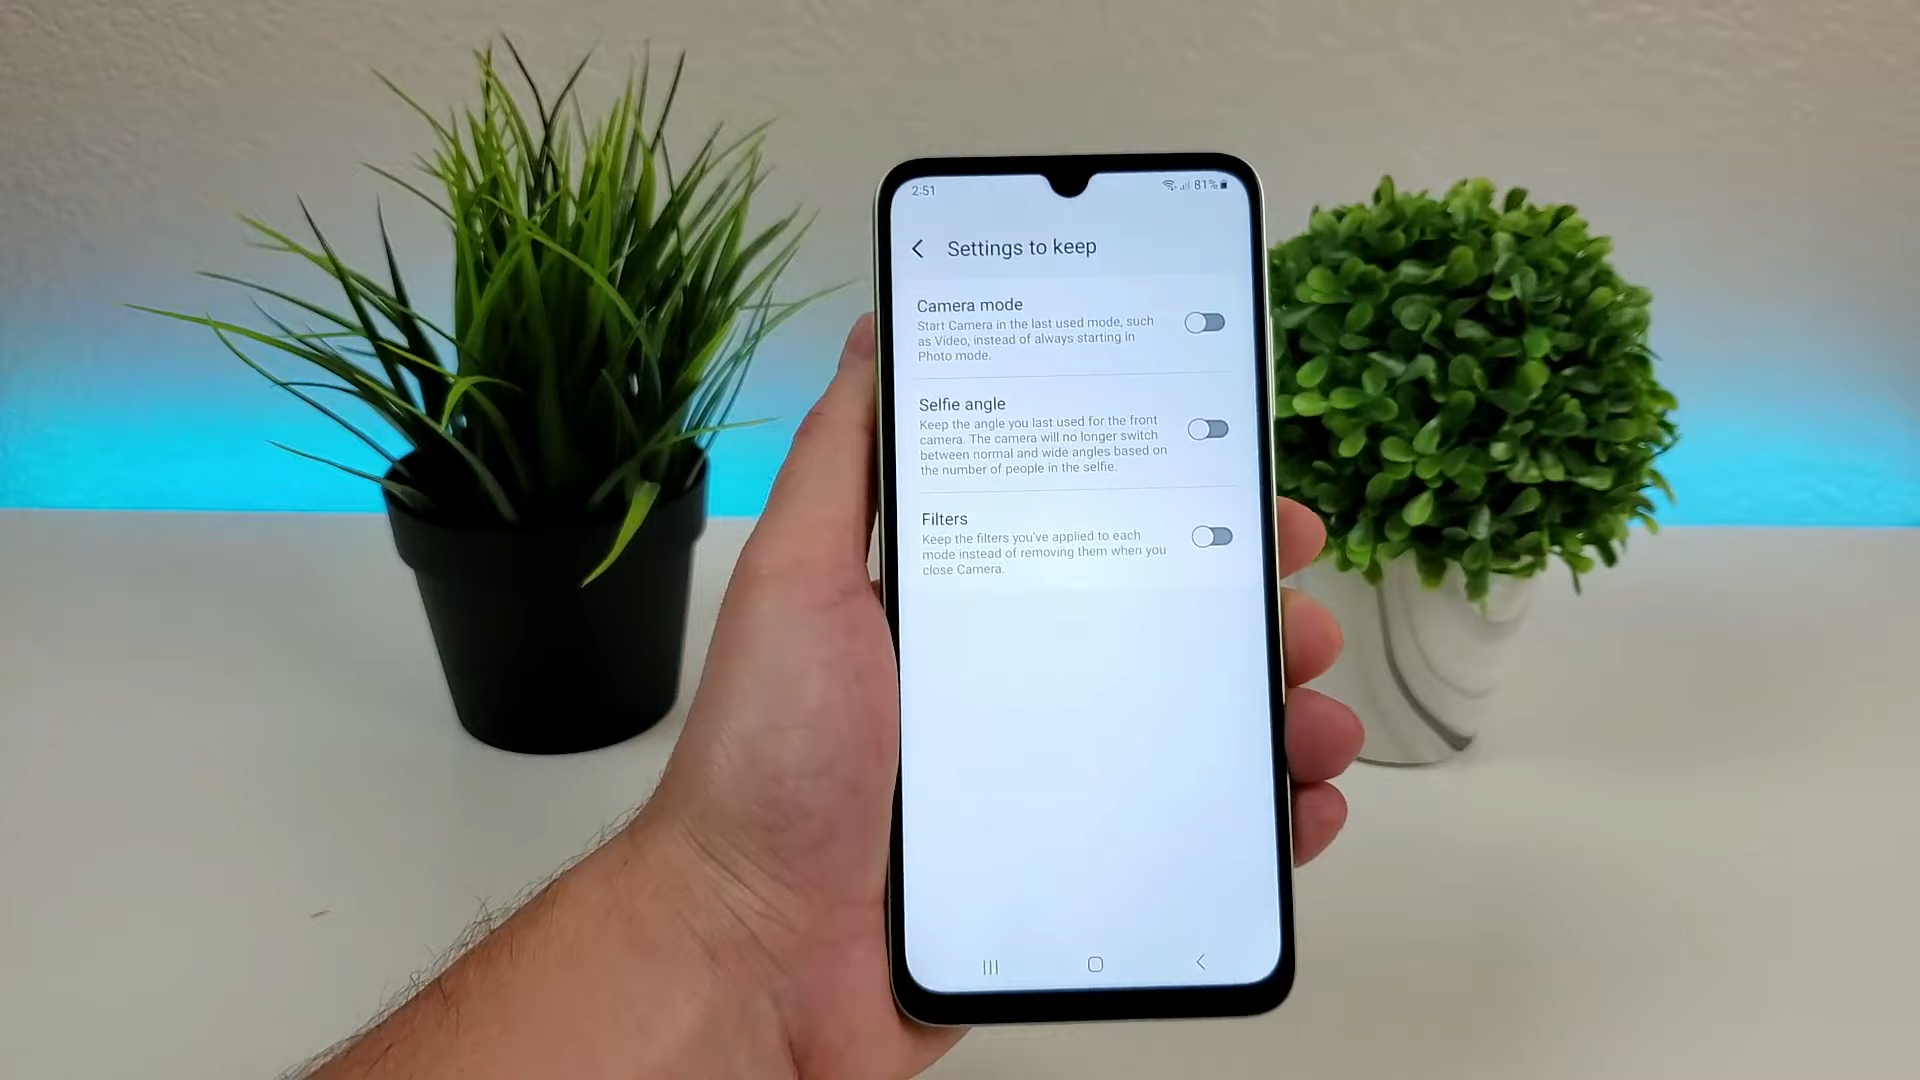 2:51
81%
Settings to keep
Camera mode
Start Camera in the last used mode, such
as Video, instead of always starting in
Photo mode.
Selfie angle
Keep the angle you last used for the front
camera. The camera will no longer switch
between normal and wide angles based on
the number of people in the selfie.
Filters
Keep the filters you've applied to each
mode instead of removing them when you
close Camera.